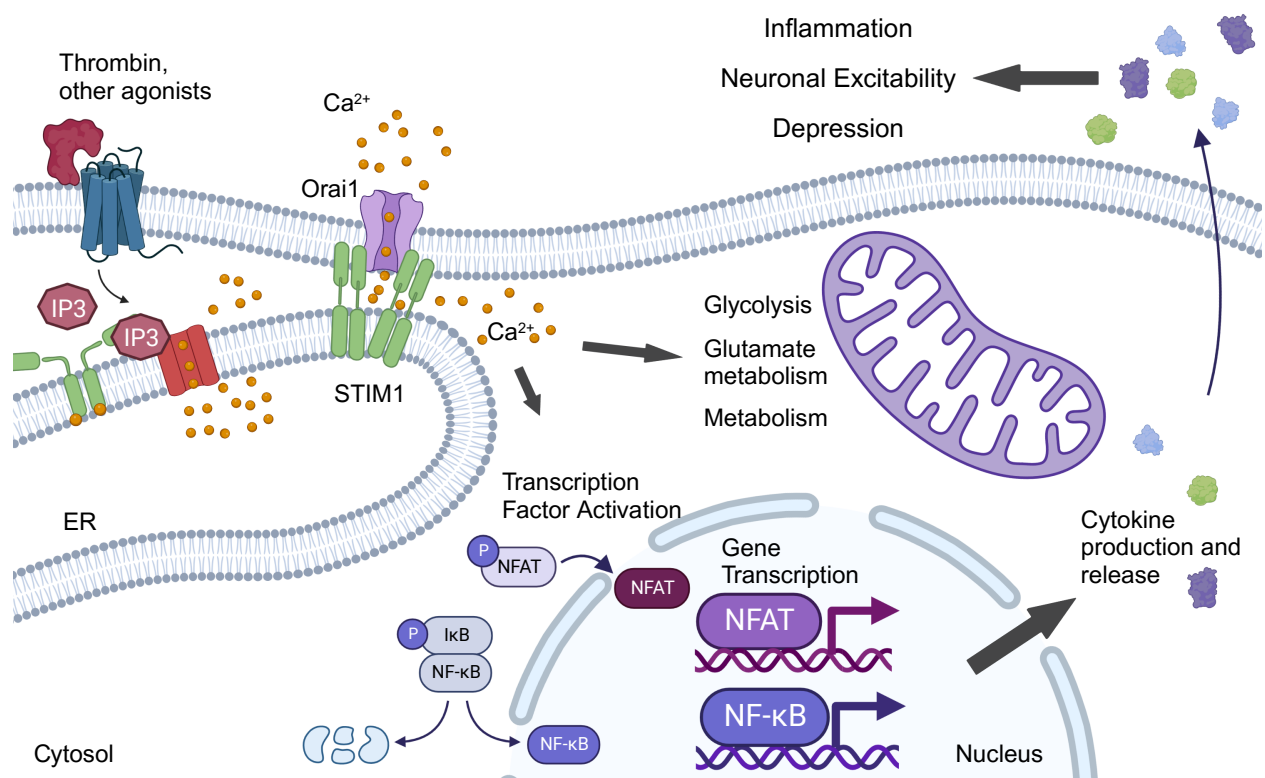 Inflammation
Thrombin,
other agonists
Neuronal Excitability
Ca²⁺
Depression
Orai1
IP3
IP3
Glycolysis
Ca²⁺
Glutamate
metabolism
STIM1
Metabolism
Transcription
Factor Activation
ER
Cytokine
production and
release
Gene
Transcription
P
NFAT
NFAT
NFAT
P
IκB
NF-κB
NF-κB
NF-κB
Cytosol
Nucleus